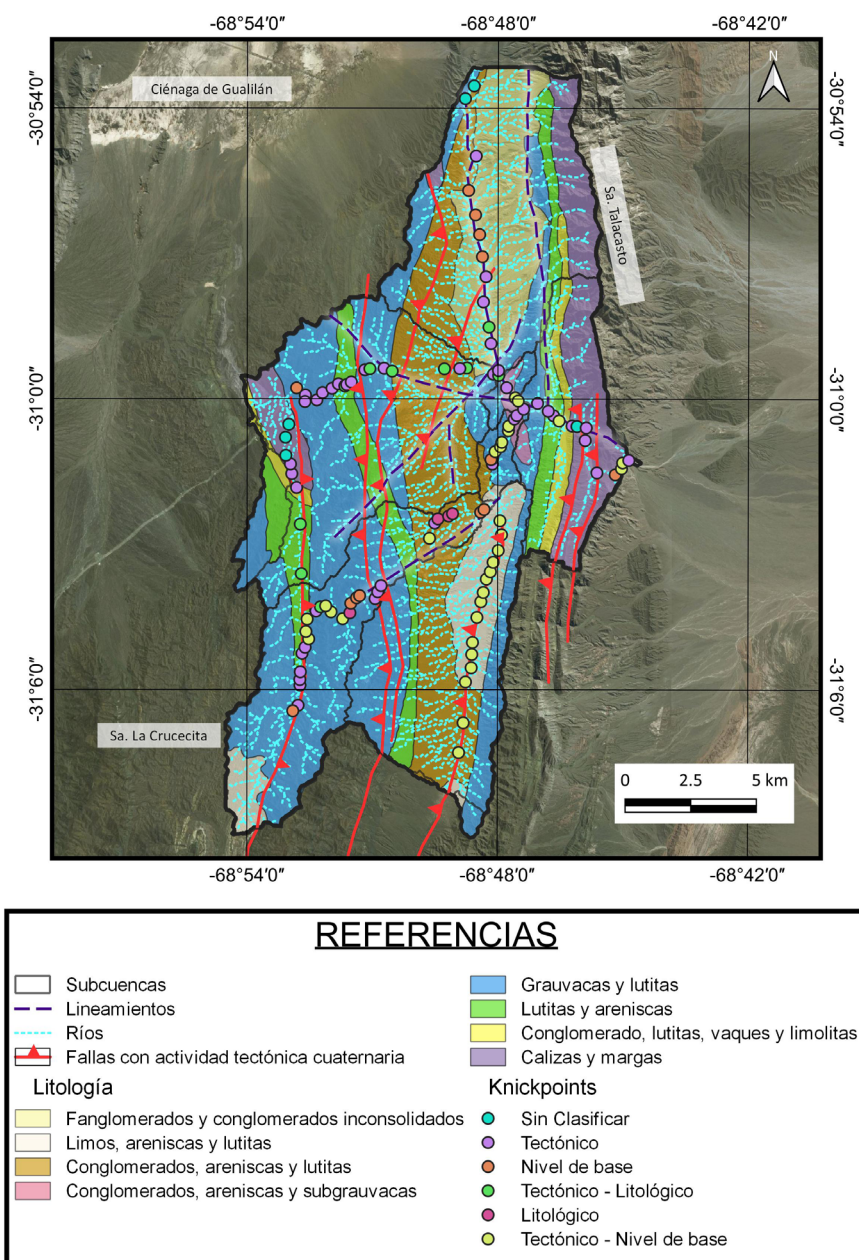 -68°54′0″ -68°48′0″ -68°42′0″
N
Ciénaga de Gualilán
-30°54′0″ -30°54′0″
Sa. Talacasto
-31°0′0″ -31°0′0″
-31°6′0″ -31°6′0″
Sa. La Crucecita
0 2.5 5 km
-68°54′0″ -68°48′0″ -68°42′0″
REFERENCIAS
Subcuencas
Lineamientos
Ríos
Fallas con actividad tectónica cuaternaria
Litología
Fanglomerados y conglomerados inconsolidados
Limos, areniscas y lutitas
Conglomerados, areniscas y lutitas
Conglomerados, areniscas y subgrauvacas
Grauvacas y lutitas
Lutitas y areniscas
Conglomerado, lutitas, vaques y limolitas
Calizas y margas
Knickpoints
Sin Clasificar
Tectónico
Nivel de base
Tectónico - Litológico
Litológico
Tectónico - Nivel de base